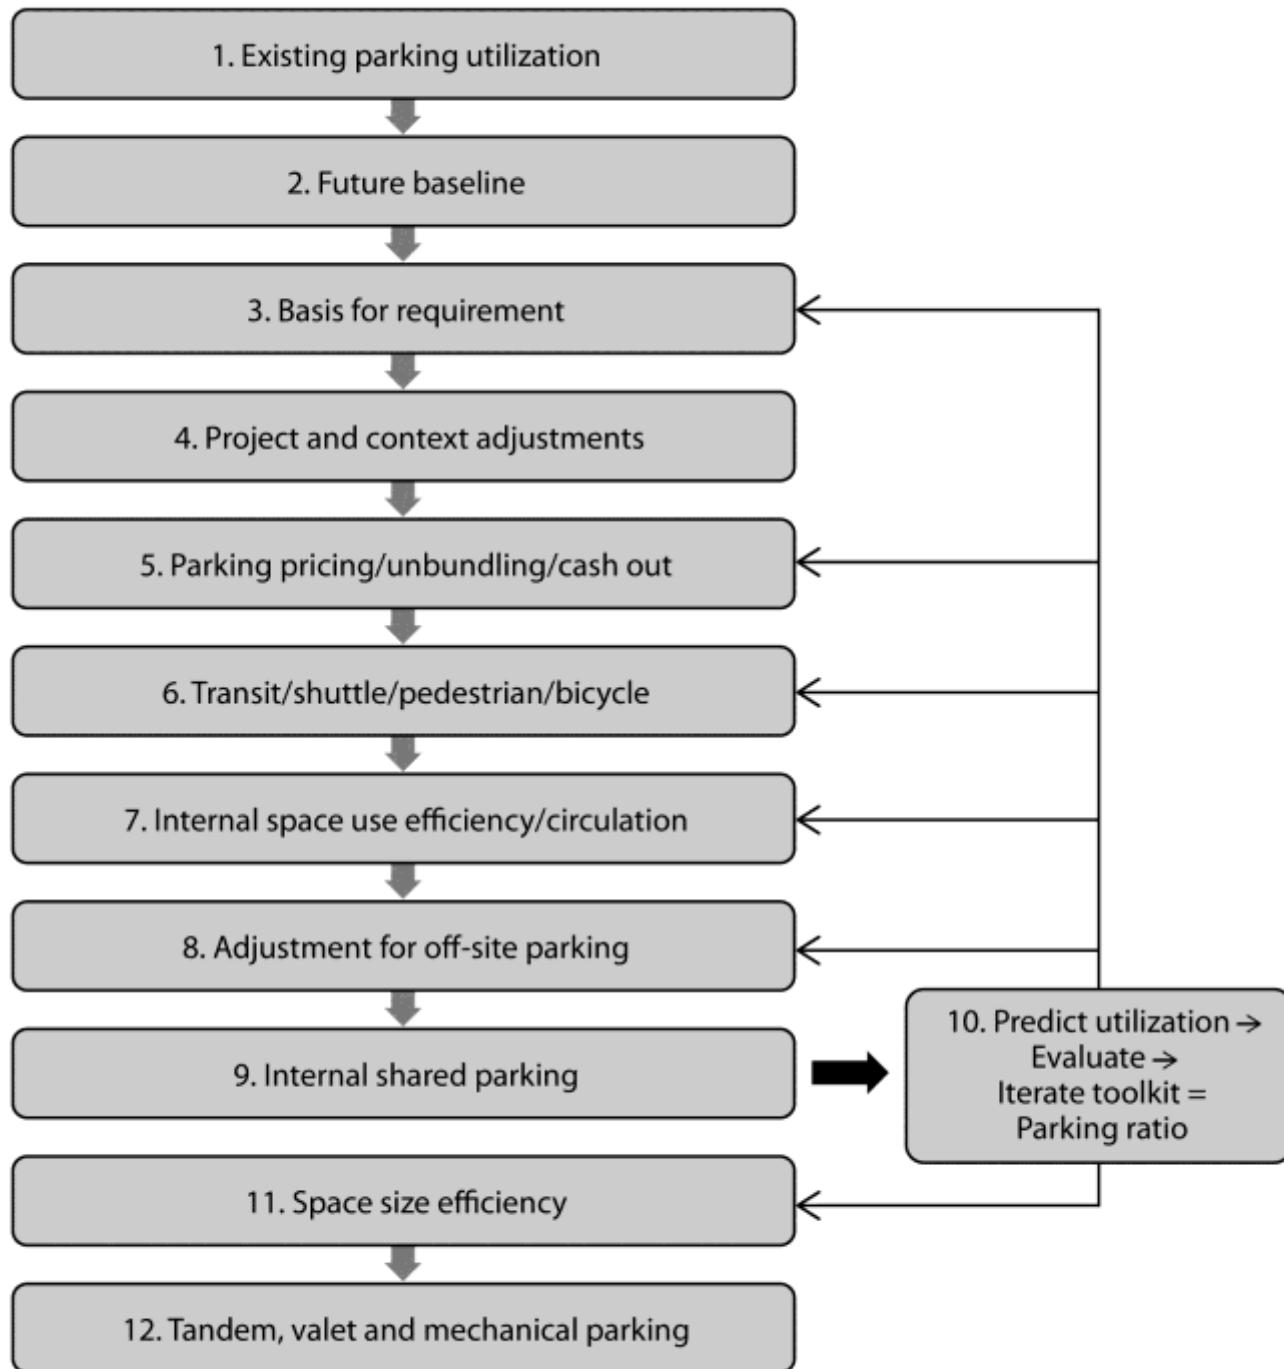 1. Existing parking utilization
2. Future baseline
3. Basis for requirement
4. Project and context adjustments
5. Parking pricing/unbundling/cash out
6. Transit/shuttle/pedestrian/bicycle
7. Internal space use efficiency/circulation
8. Adjustment for off-site parking
9. Internal shared parking
10. Predict utilization →
Evaluate →
Iterate toolkit =
Parking ratio
11. Space size efficiency
12. Tandem, valet and mechanical parking